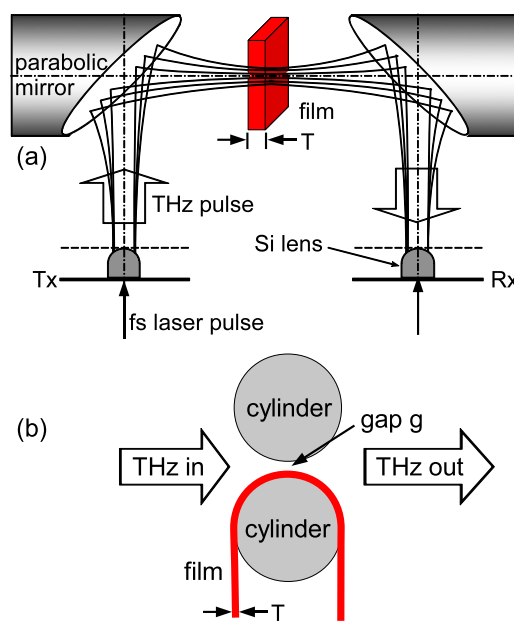 parabolic
mirror
film
T
(a)
THz pulse
Si lens
Tx
Rx
fs laser pulse
(b)
cylinder
gap g
THz in
THz out
cylinder
film
T